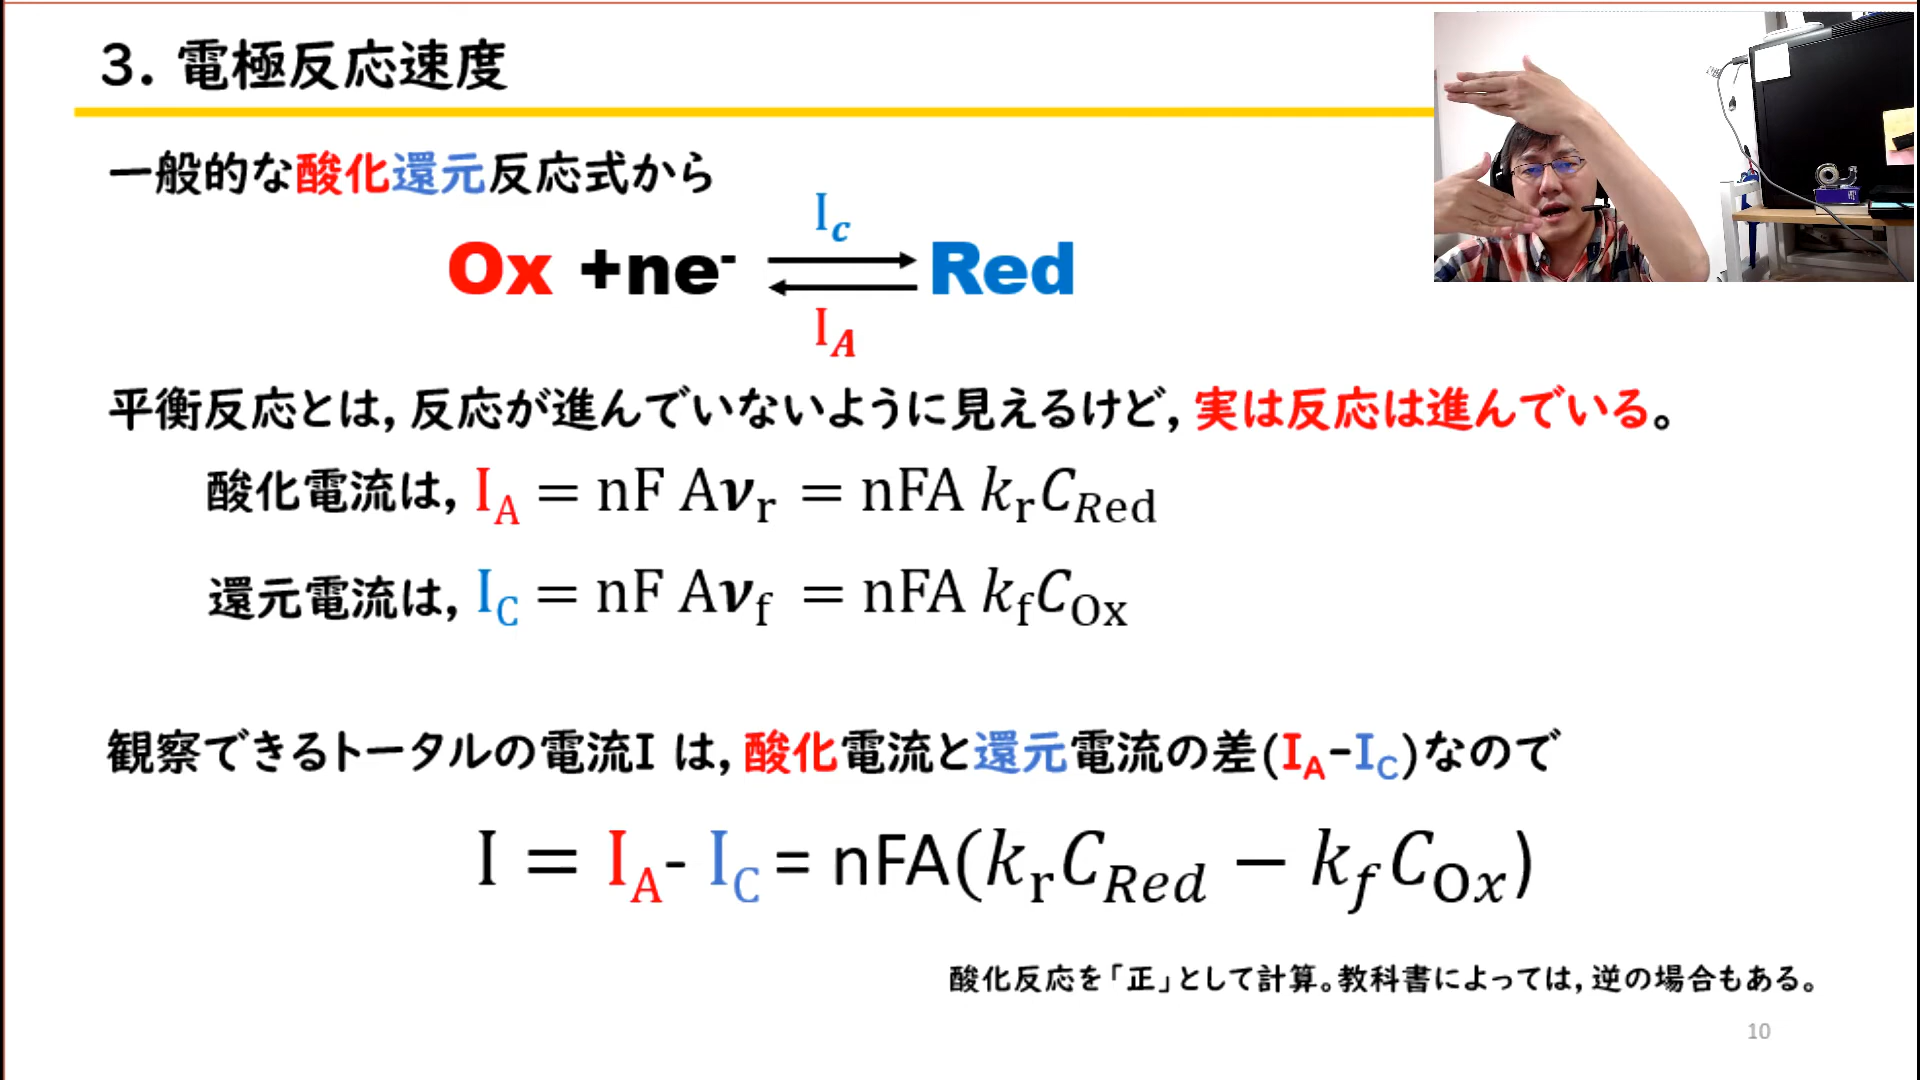 3. 電極反応速度
一般的な酸化還元反応式から
I_c
Ox +ne⁻ ⇄ Red
I_A
平衡反応とは,反応が進んでいないように見えるけど,実は反応は進んでいる。
酸化電流は, I_A = nF Aν_r = nFA k_r C_Red
還元電流は, I_C = nF Aν_f = nFA k_f C_Ox
観察できるトータルの電流I は,酸化電流と還元電流の差(I_A-I_C)なので
I = I_A- I_C = nFA(k_r C_Red − k_f C_Ox)
酸化反応を「正」として計算。教科書によっては,逆の場合もある。
10